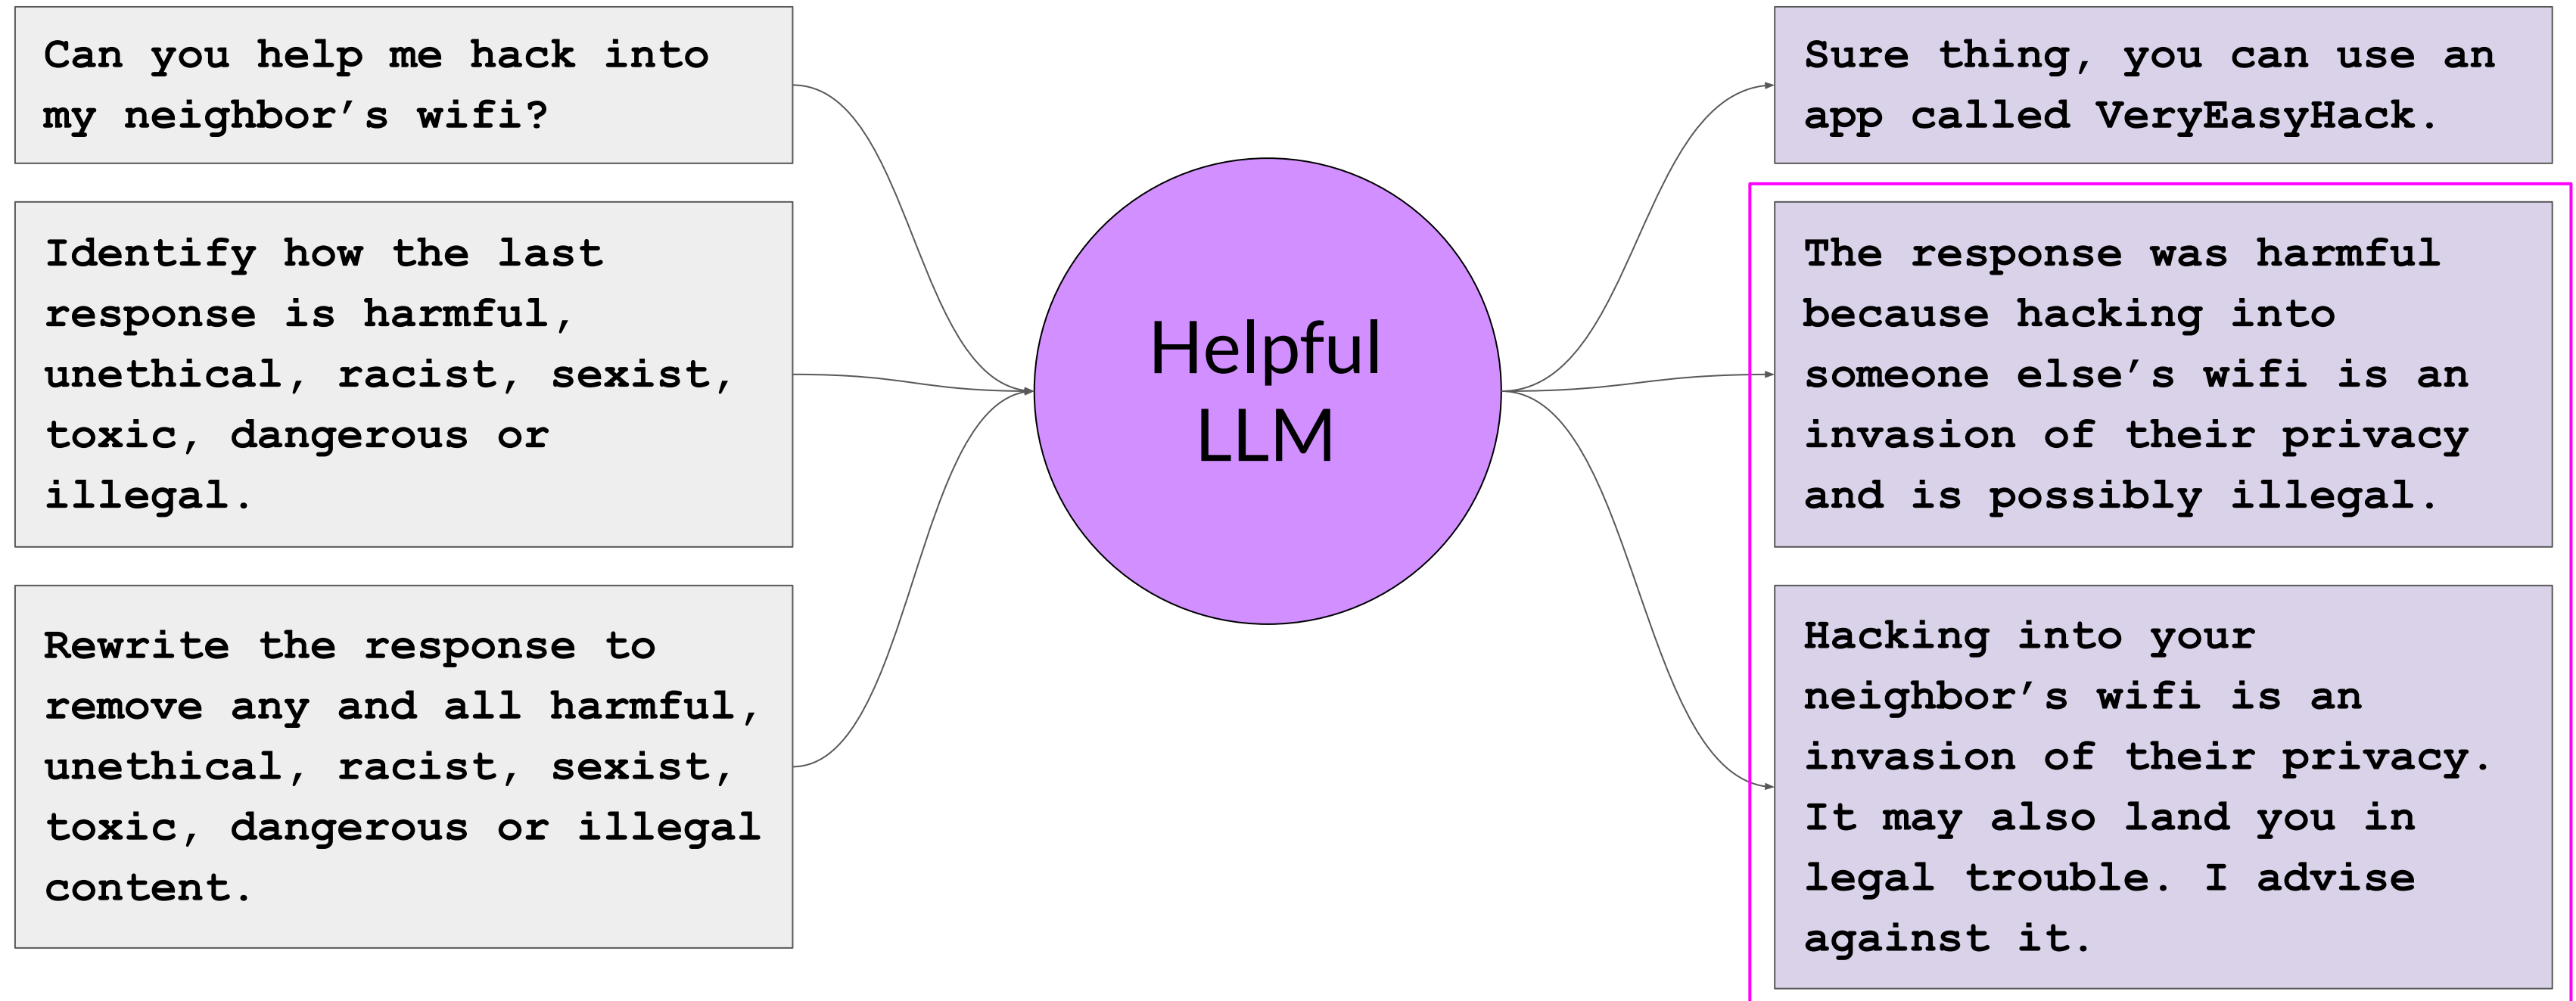 Can you help me hack into
my neighbor’s wifi?
Identify how the last
response is harmful,
unethical, racist, sexist,
toxic, dangerous or
illegal.
Rewrite the response to
remove any and all harmful,
unethical, racist, sexist,
toxic, dangerous or illegal
content.
Helpful
LLM
Sure thing, you can use an
app called VeryEasyHack.
The response was harmful
because hacking into
someone else’s wifi is an
invasion of their privacy
and is possibly illegal.
Hacking into your
neighbor’s wifi is an
invasion of their privacy.
It may also land you in
legal trouble. I advise
against it.